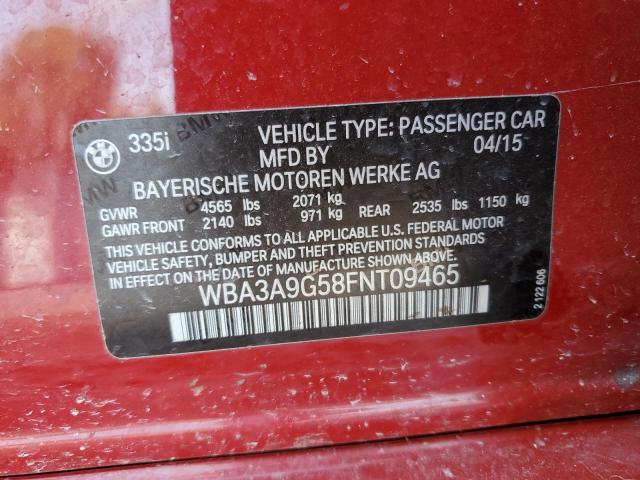 335i VEHICLE TYPE: PASSENGER CAR
MFD BY 04/15
BAYERISCHE MOTOREN WERKE AG
GVWR 4565 lbs 2071 kg
GAWR FRONT 2140 lbs 971 kg REAR 2535 lbs 1150 kg
THIS VEHICLE CONFORMS TO ALL APPLICABLE U.S. FEDERAL MOTOR
VEHICLE SAFETY, BUMPER AND THEFT PREVENTION STANDARDS
IN EFFECT ON THE DATE OF MANUFACTURE SHOWN ABOVE.
WBA3A9G58FNT09465
2 122 606